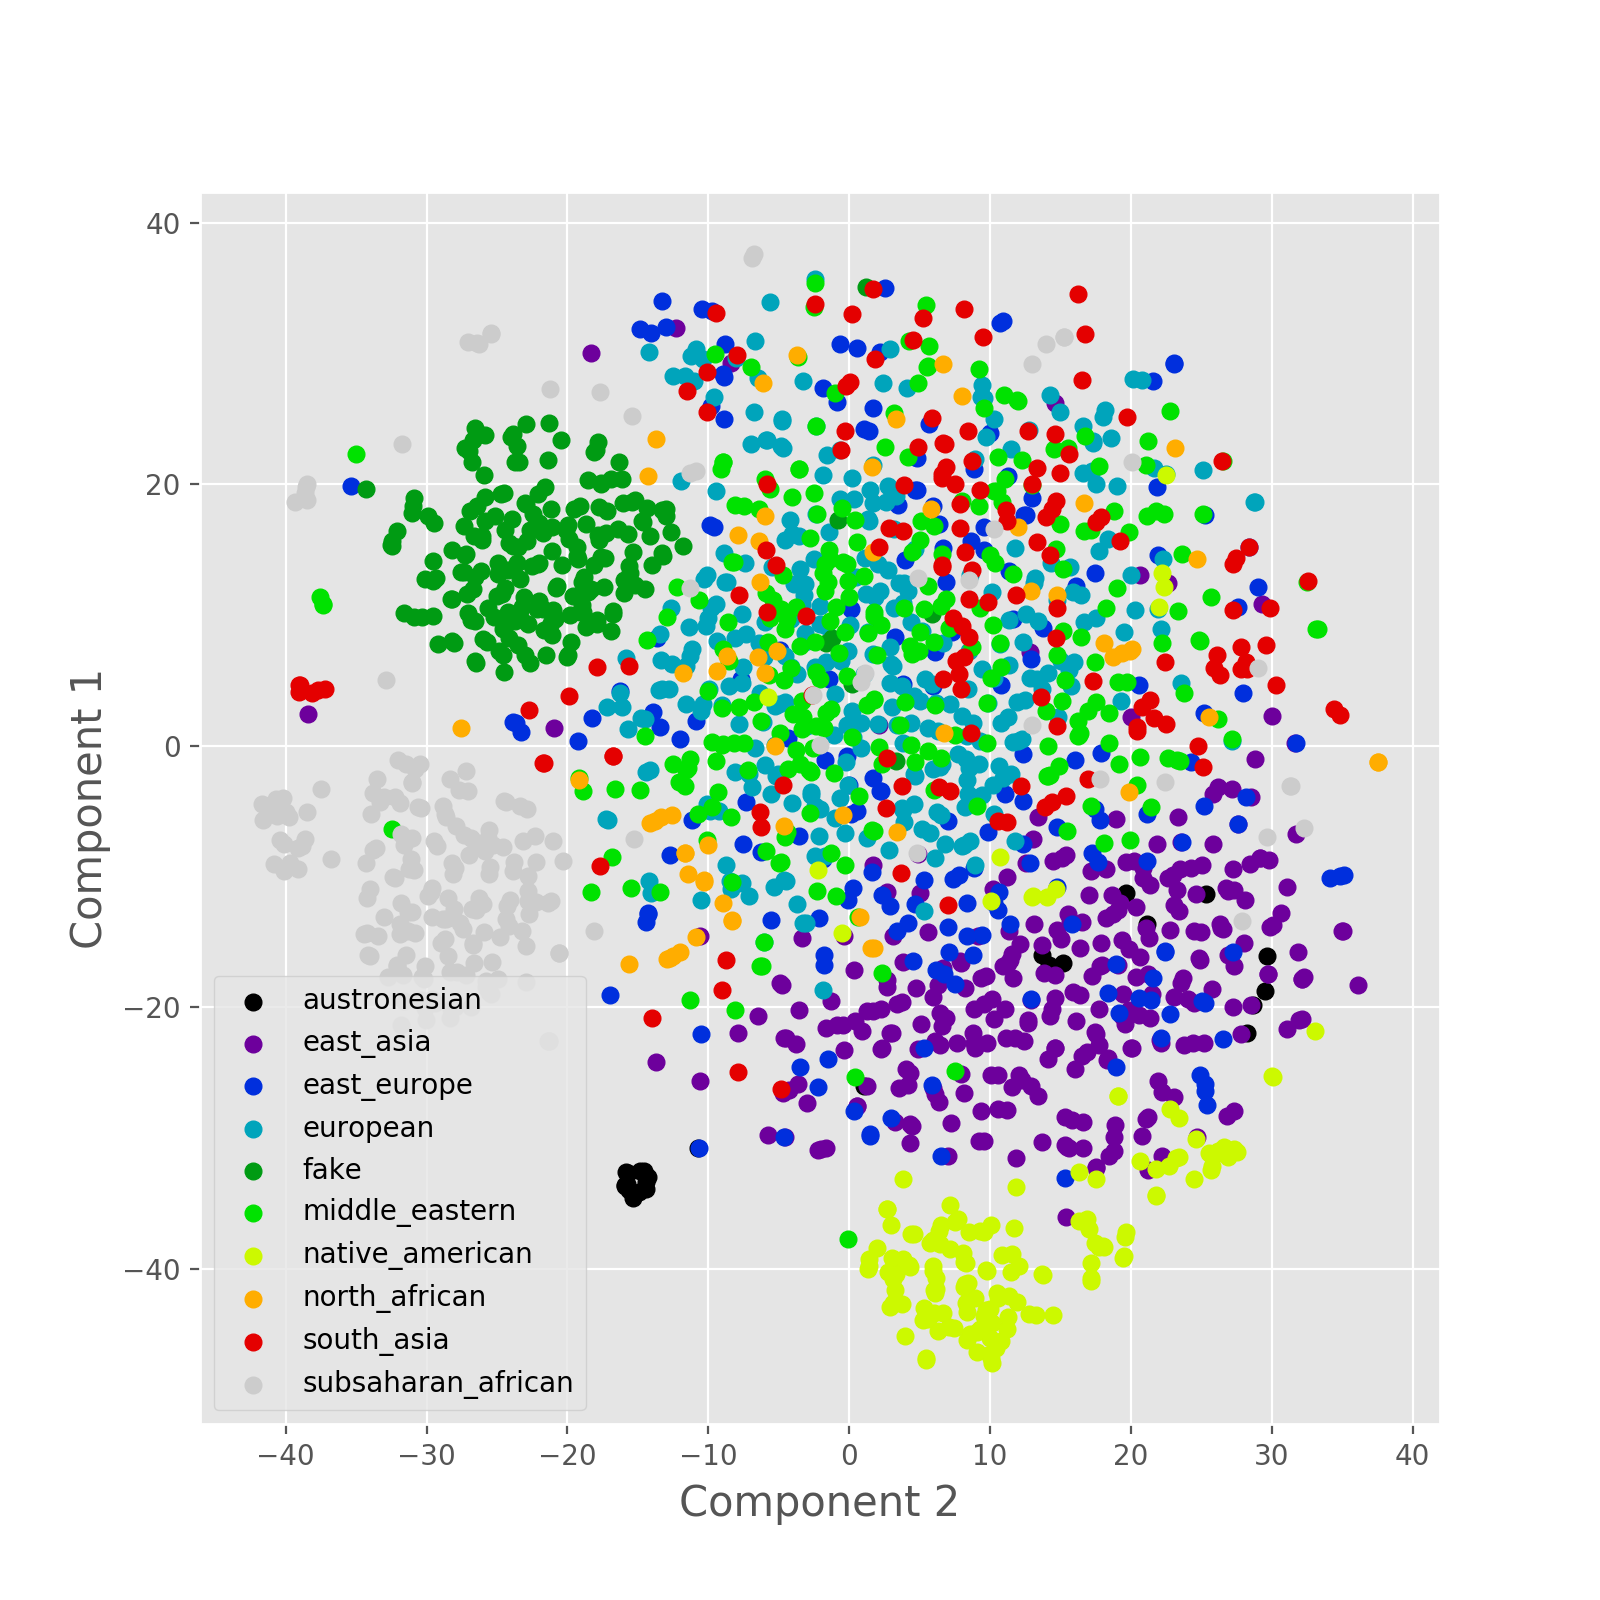 40
20
0
−20
−40
Component 1
austronesian
east_asia
east_europe
european
fake
middle_eastern
native_american
north_african
south_asia
subsaharan_african
−40 −30 −20 −10 0 10 20 30 40
Component 2